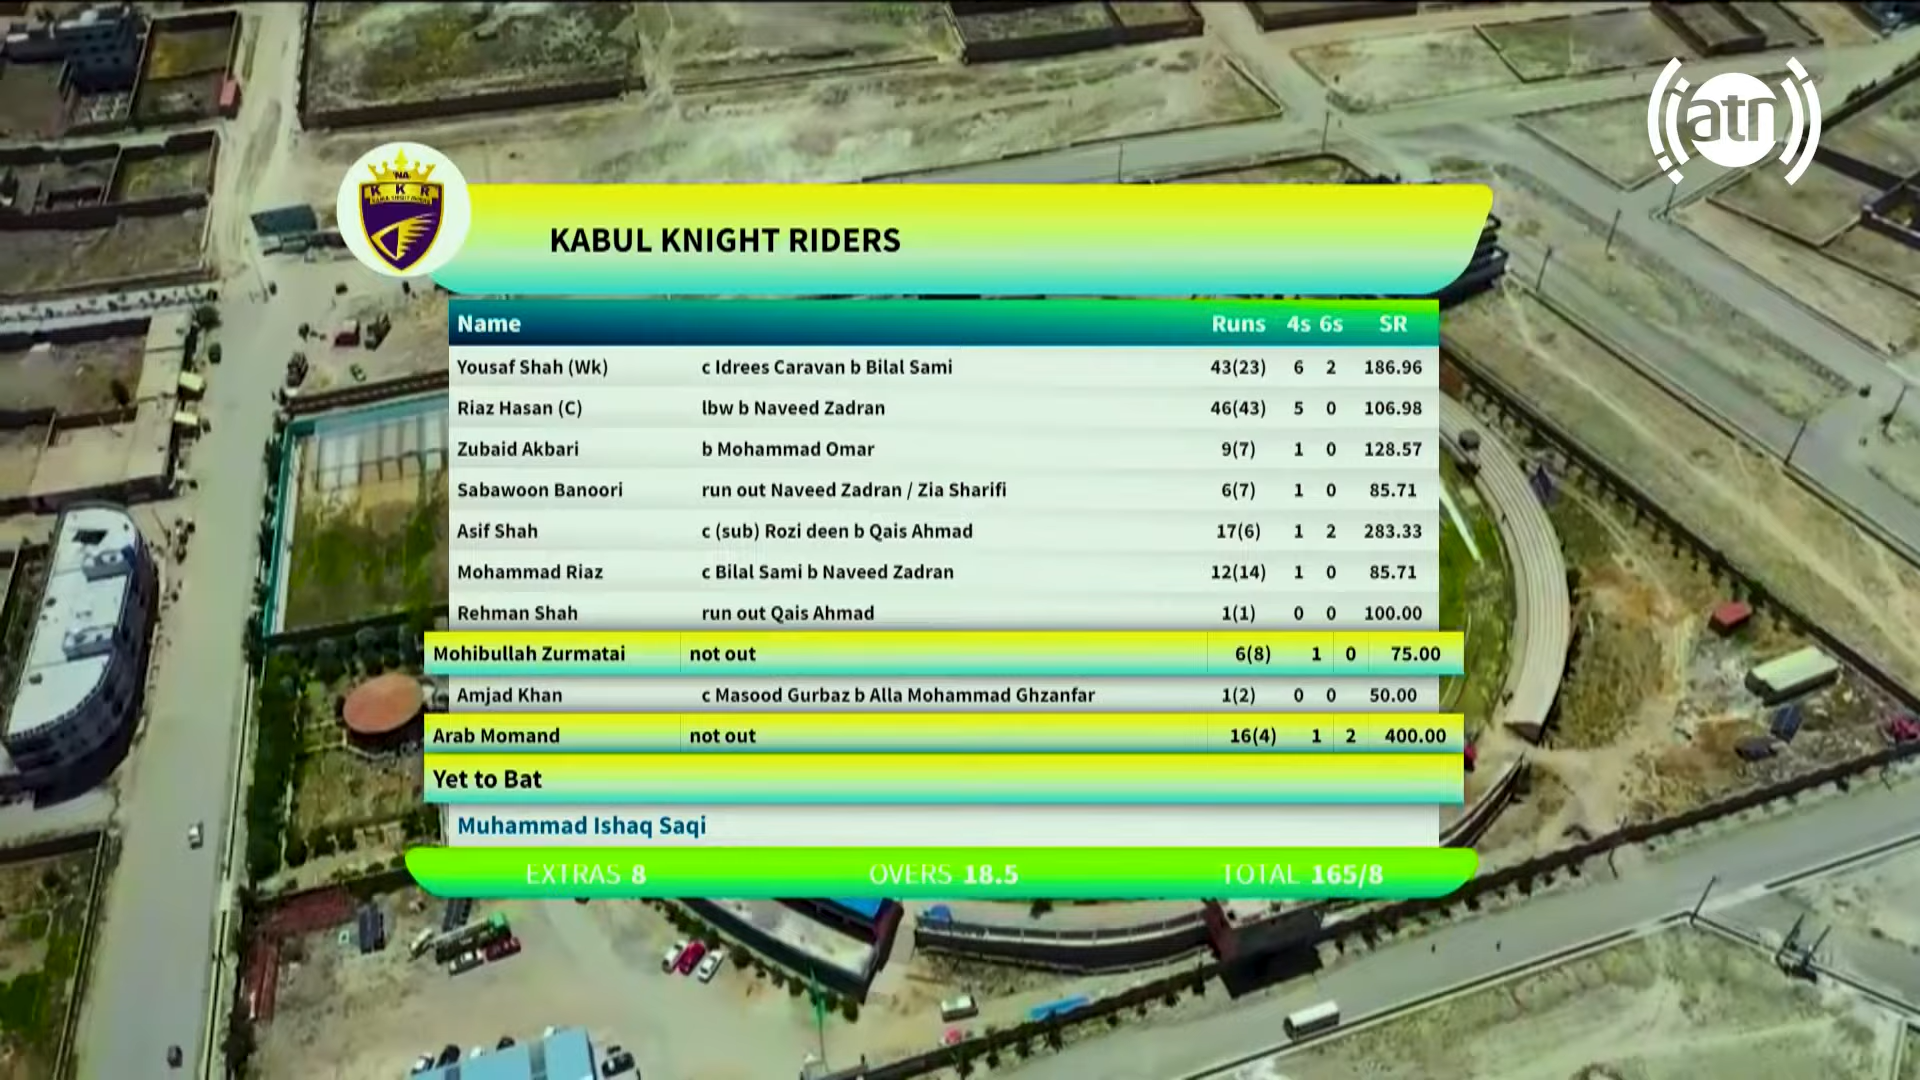 atn
NA
K K R
KABUL KNIGHT RIDERS
Name Runs 4s 6s SR
Yousaf Shah (Wk) c Idrees Caravan b Bilal Sami 43(23) 6 2 186.96
Riaz Hasan (C) lbw b Naveed Zadran 46(43) 5 0 106.98
Zubaid Akbari b Mohammad Omar 9(7) 1 0 128.57
Sabawoon Banoori run out Naveed Zadran / Zia Sharifi 6(7) 1 0 85.71
Asif Shah c (sub) Rozi deen b Qais Ahmad 17(6) 1 2 283.33
Mohammad Riaz c Bilal Sami b Naveed Zadran 12(14) 1 0 85.71
Rehman Shah run out Qais Ahmad 1(1) 0 0 100.00
Mohibullah Zurmatai not out 6(8) 1 0 75.00
Amjad Khan c Masood Gurbaz b Alla Mohammad Ghzanfar 1(2) 0 0 50.00
Arab Momand not out 16(4) 1 2 400.00
Yet to Bat
Muhammad Ishaq Saqi
EXTRAS 8 OVERS 18.5 TOTAL 165/8